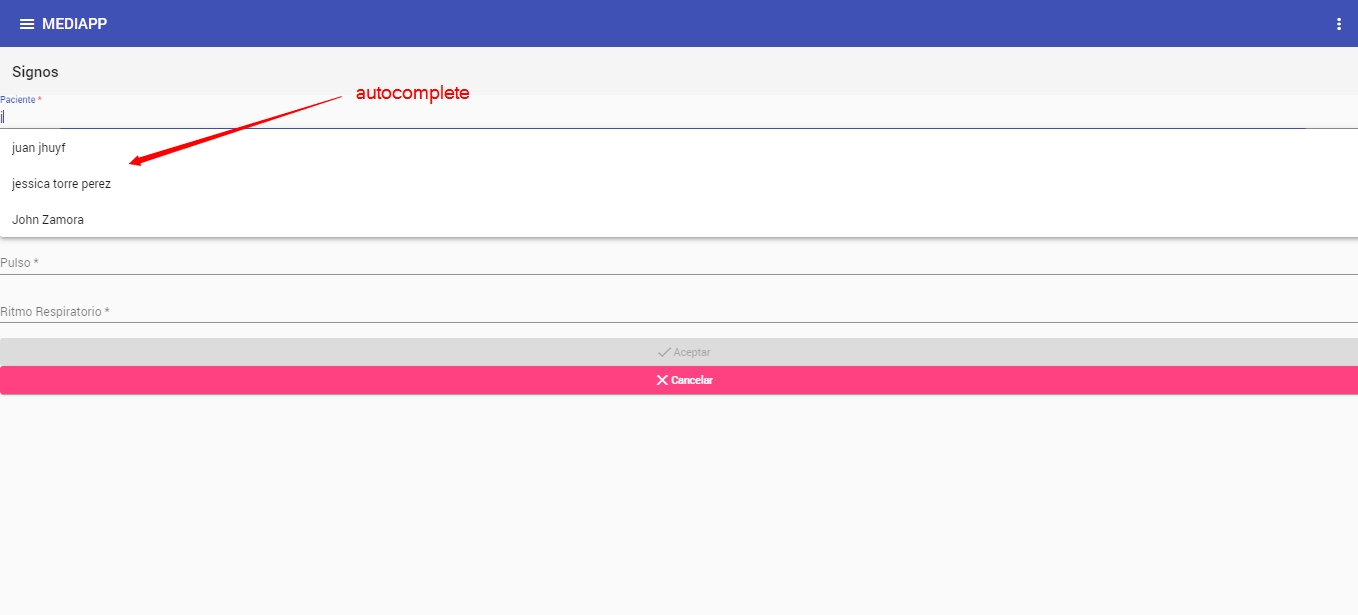 MEDIAPP
Signos
autocomplete
Paciente *
j
juan jhuyf
jessica torre perez
John Zamora
Pulso *
Ritmo Respiratorio *
Aceptar
Cancelar